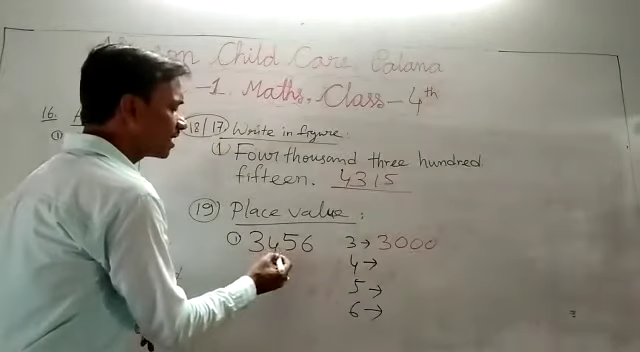 Child Care, Palana
-1. Maths, Class-4th
16.
(1)
(18/17) Write in figure:
(1) Four thousand three hundred
fifteen. 4315
(19) Place value:
(1) 3456 3→3000
4→
5→
6→